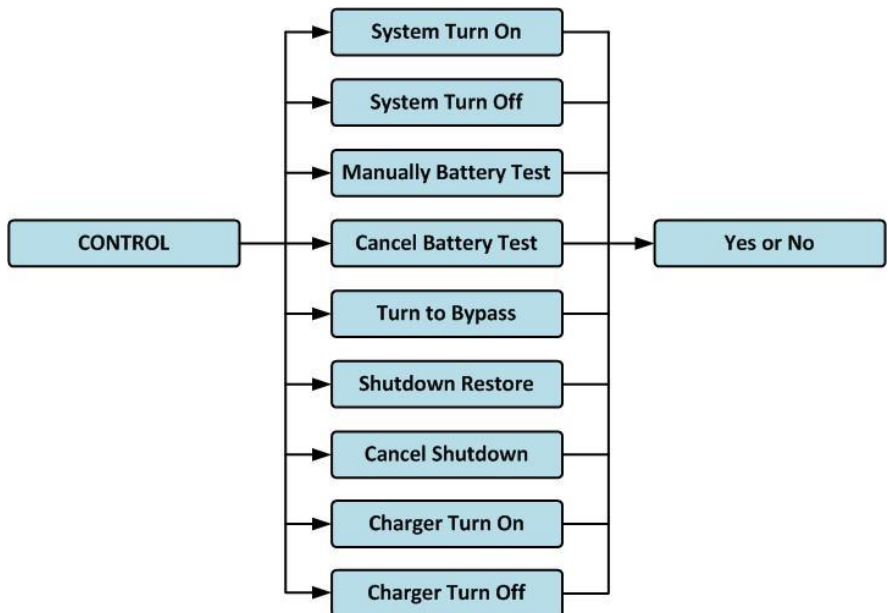 System Turn On
System Turn Off
Manually Battery Test
CONTROL
Cancel Battery Test
Yes or No
Turn to Bypass
Shutdown Restore
Cancel Shutdown
Charger Turn On
Charger Turn Off